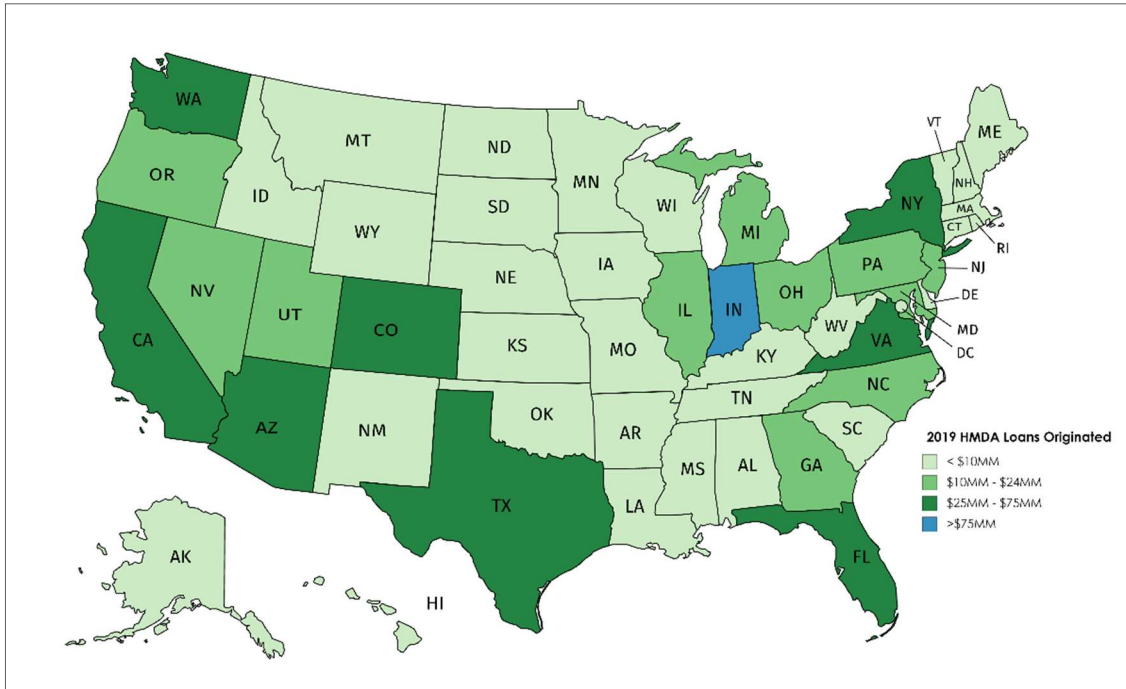 WA
MT
ND
MN
VT
ME
OR
ID
SD
WI
NH
WY
MI
NY
MA
CT
RI
NE
IA
PA
NJ
NV
UT
CO
IL
IN
OH
DE
CA
KS
MO
WV
VA
MD
KY
DC
AZ
NM
OK
TN
NC
AR
SC
TX
MS
AL
GA
LA
AK
HI
FL
2019 HMDA Loans Originated
< $10MM
$10MM - $24MM
$25MM - $75MM
>$75MM